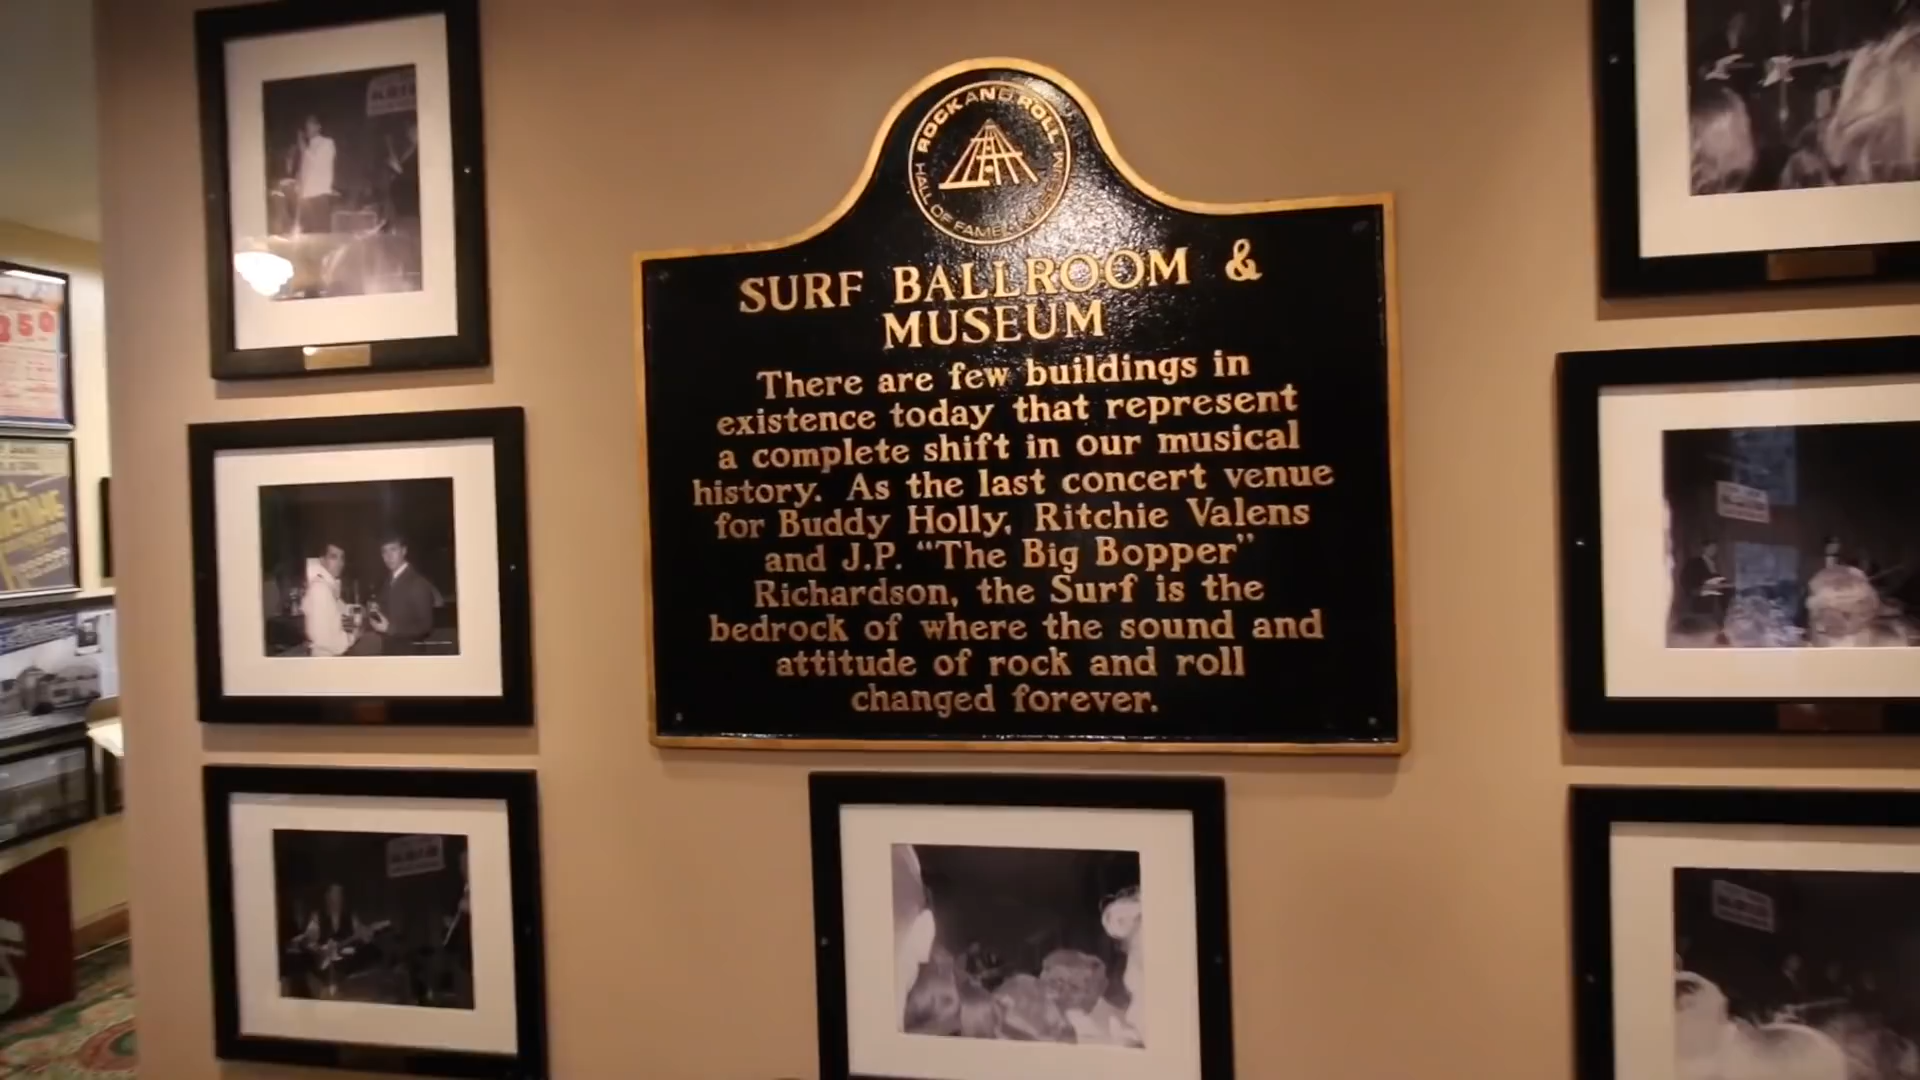 ROCK AND ROLL
HALL OF FAME + MUSEUM
SURF BALLROOM &
MUSEUM
There are few buildings in
existence today that represent
a complete shift in our musical
history. As the last concert venue
for Buddy Holly, Ritchie Valens
and J.P. "The Big Bopper"
Richardson, the Surf is the
bedrock of where the sound and
attitude of rock and roll
changed forever.